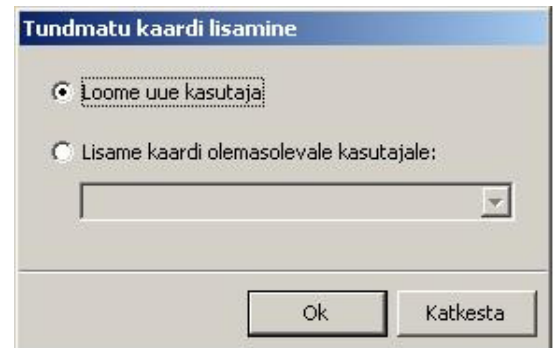 Tundmatu kaardi lisamine
Loome uue kasutaja
Lisame kaardi olemasolevale kasutajale:
Ok Katkesta